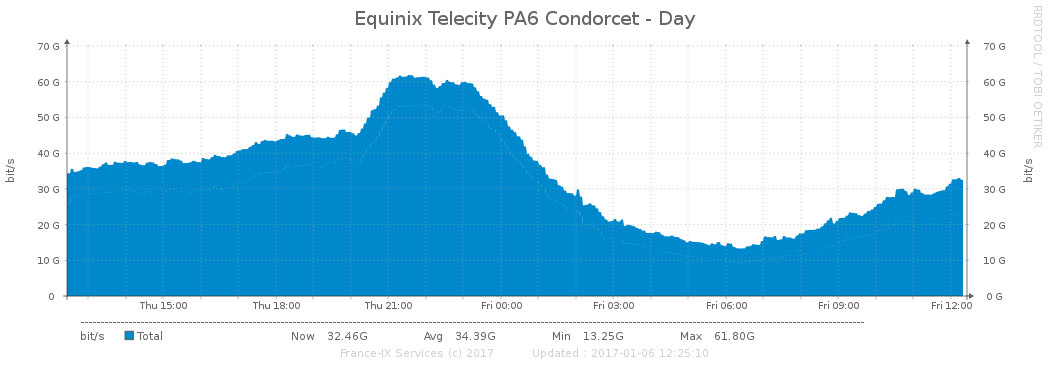 Equinix Telecity PA6 Condorcet - Day
RRDTOOL / TOBI OETIKER
70 G 70 G
60 G 60 G
50 G 50 G
40 G 40 G
bit/s bit/s
30 G 30 G
20 G 20 G
10 G 10 G
0 0 G
Thu 15:00 Thu 18:00 Thu 21:00 Fri 00:00 Fri 03:00 Fri 06:00 Fri 09:00 Fri 12:00
bit/s Total Now 32.46G Avg 34.39G Min 13.25G Max 61.80G
France-IX Services (c) 2017 Updated : 2017-01-06 12:25:10